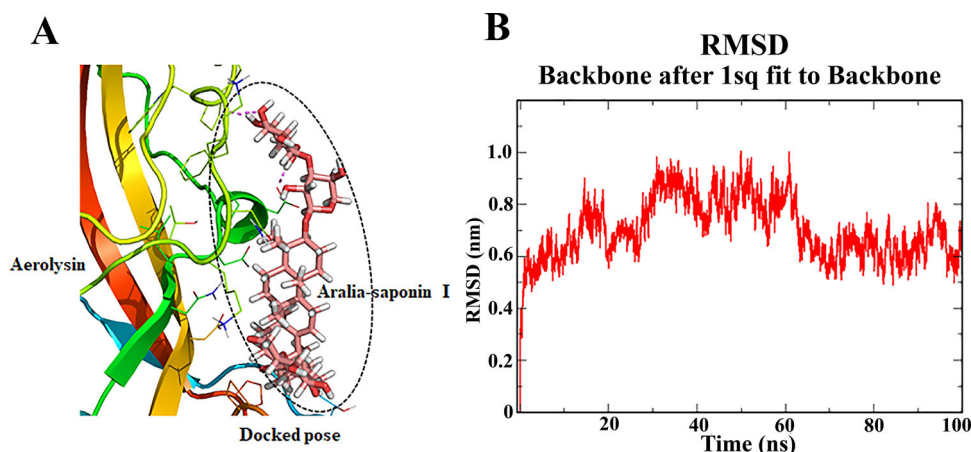 A
Aerolysin
Aralia-saponin I
Docked pose
B
RMSD
Backbone after 1sq fit to Backbone
RMSD (nm)
1.0
0.8
0.6
0.4
0.2
0
20
40
60
80
100
Time (ns)